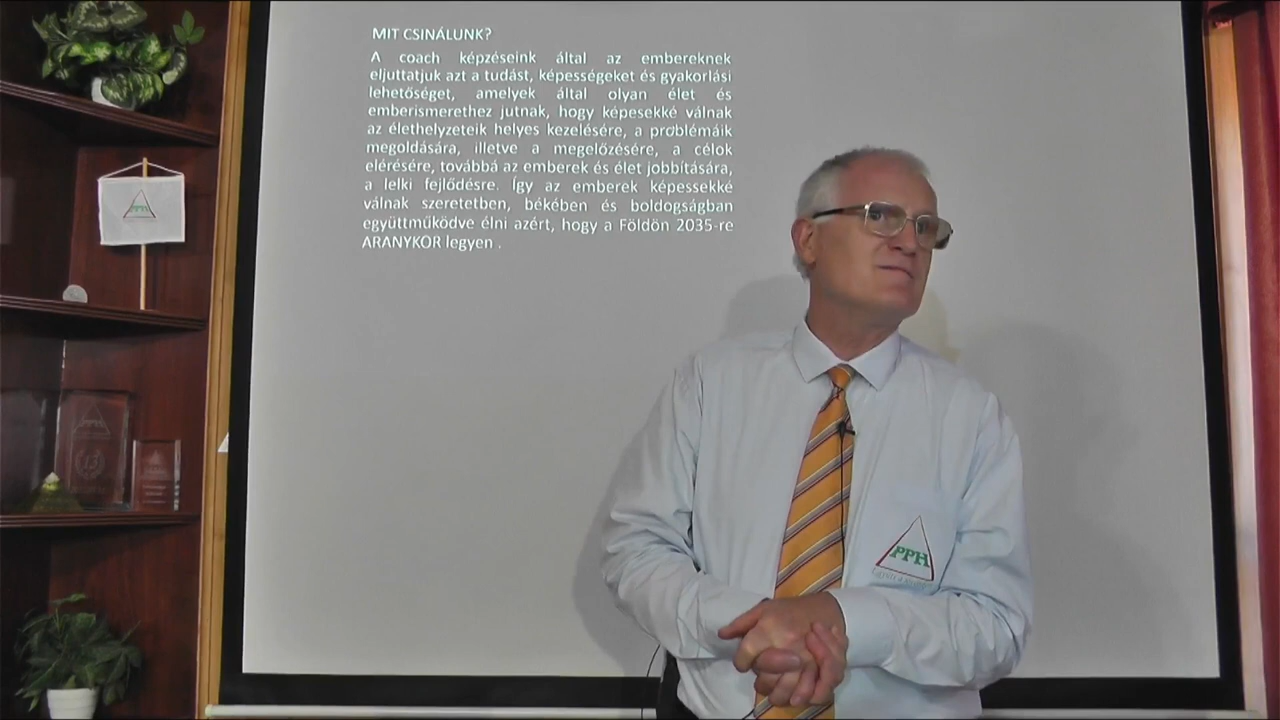 MIT CSINÁLUNK?
A coach képzéseink által az embereknek
eljuttatjuk azt a tudást, képességeket és gyakorlási
lehetőséget, amelyek által olyan élet és
emberismerethez jutnak, hogy képesekké válnak
az élethelyzeteik helyes kezelésére, a problémáik
megoldására, illetve a megelőzésére, a célok
elérésére, továbbá az emberek és élet jobbítására,
a lelki fejlődésre. Így az emberek képessekké
válnak szeretetben, békében és boldogságban
együttműködve élni azért, hogy a Földön 2035-re
ARANYKOR legyen .
PPH
PPH